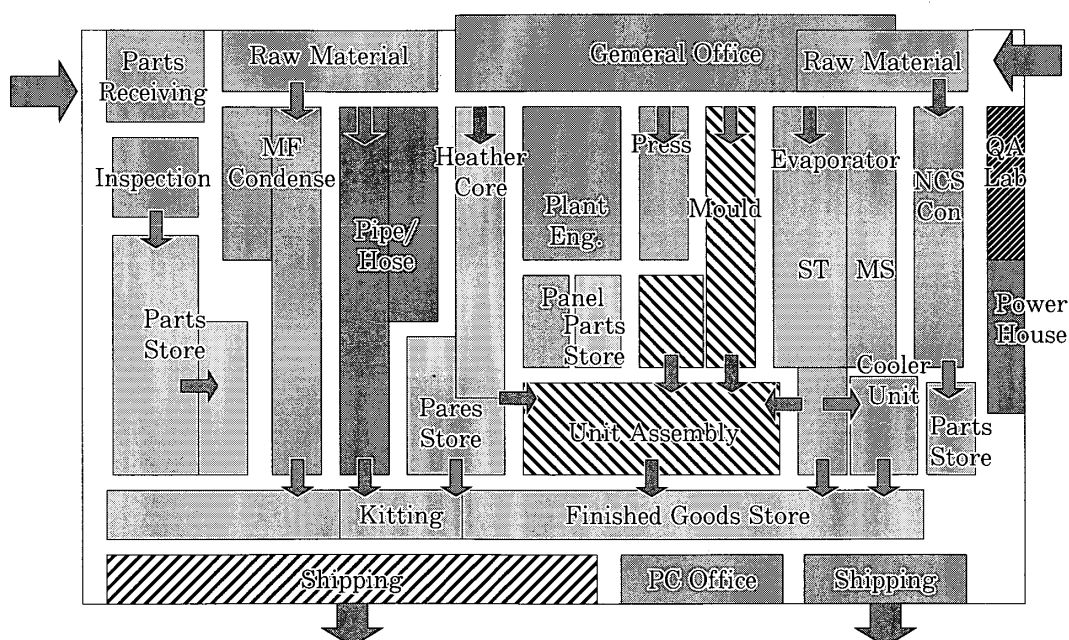 Parts
Receiving
Raw Material
Gemeral Office
Raw Material
Inspection
MF
Condense
Pipe/
Hose
Heather
Core
Plant
Eng.
Press
Mould
Evaporator
ST
MS
NCS
Con
QA
Lab
Power
House
Parts
Store
Panel
Parts
Store
Pares
Store
Unit Assembly
Cooler
Unit
Parts
Store
Kitting
Finished Goods Store
Shipping
PC Office
Shipping